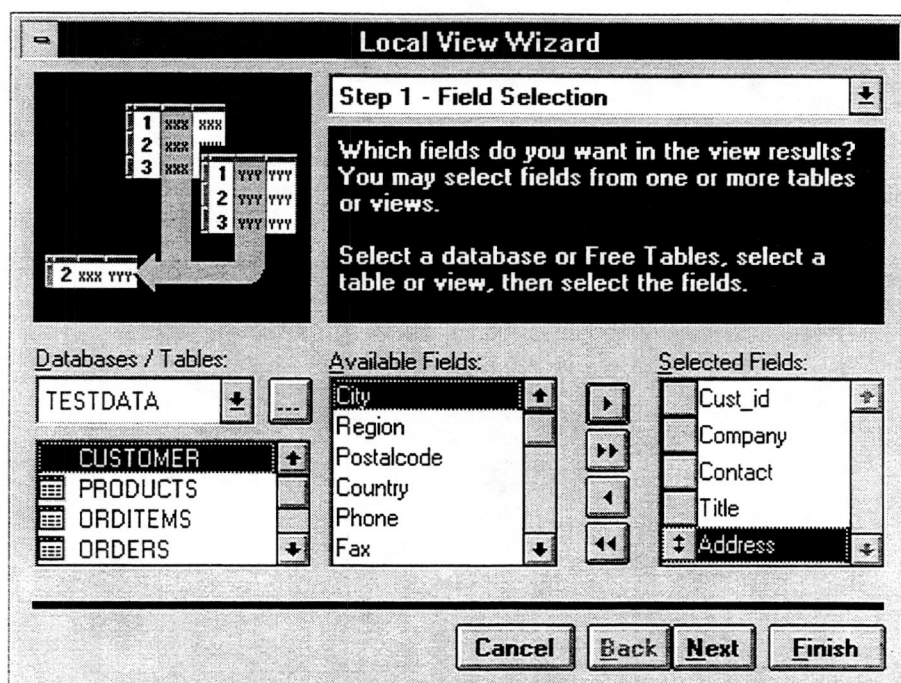 Local View Wizard
1 xxx xxx
2 xxx
3 xxx
1 YYY YYY
2 YYY YYY
3 YYY YYY
2 xxx YYY
Step 1 - Field Selection
Which fields do you want in the view results?
You may select fields from one or more tables
or views.
Select a database or Free Tables, select a
table or view, then select the fields.
Databases / Tables:
TESTDATA
...
CUSTOMER
PRODUCTS
ORDITEMS
ORDERS
Available Fields:
City
Region
Postalcode
Country
Phone
Fax
Selected Fields:
Cust_id
Company
Contact
Title
Address
Cancel
Back
Next
Finish